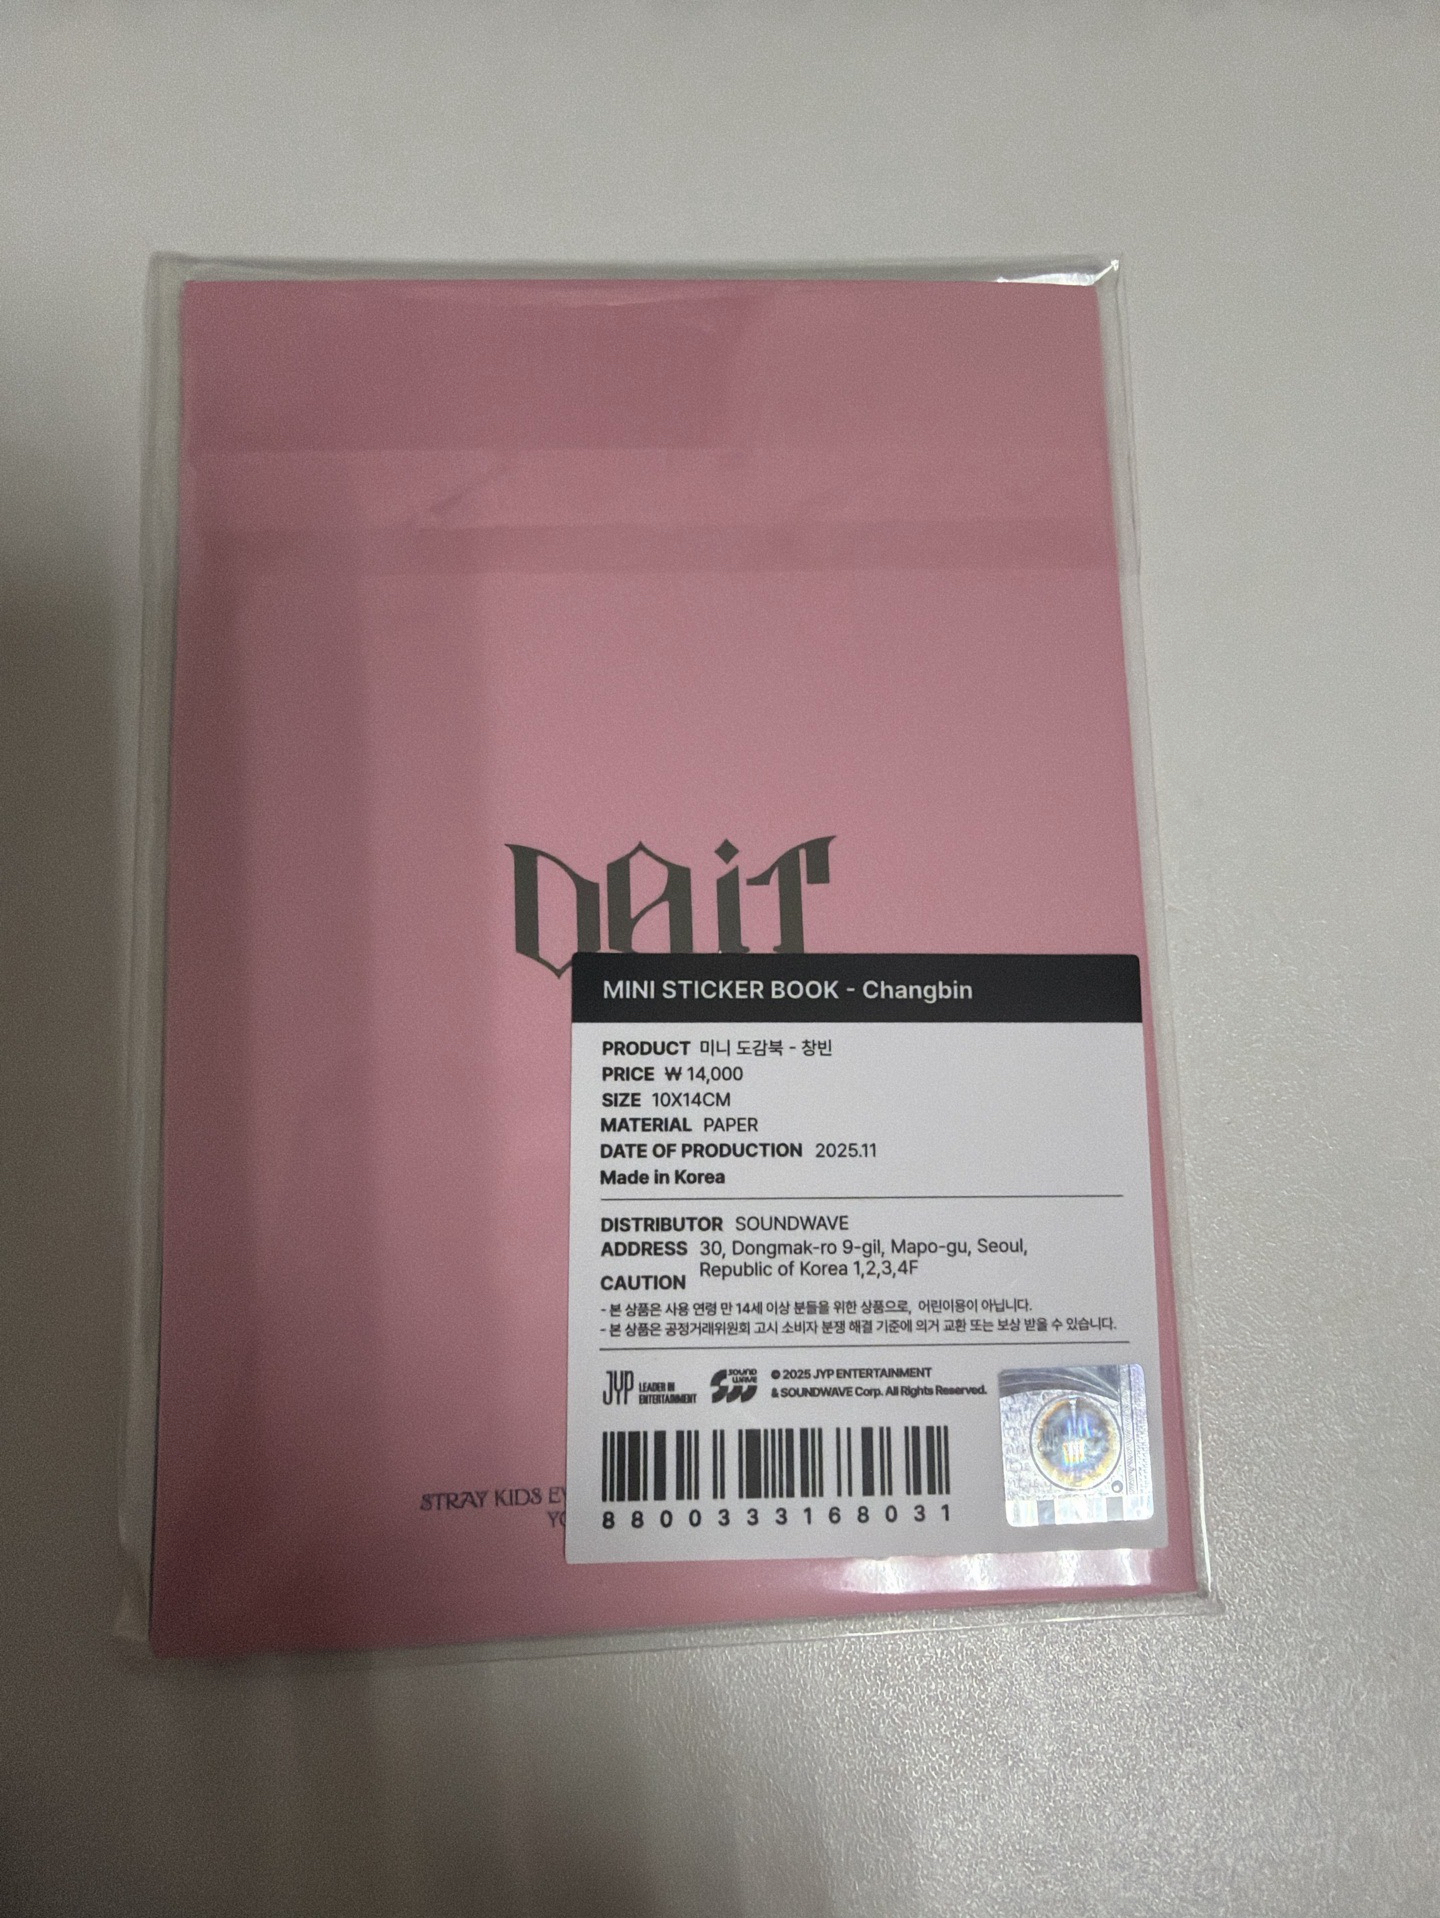 DO iT
MINI STICKER BOOK - Changbin
PRODUCT 미니 도감북 - 창빈
PRICE ₩ 14,000
SIZE 10X14CM
MATERIAL PAPER
DATE OF PRODUCTION 2025.11
Made in Korea
DISTRIBUTOR SOUNDWAVE
ADDRESS 30, Dongmak-ro 9-gil, Mapo-gu, Seoul,
Republic of Korea 1,2,3,4F
CAUTION
- 본 상품은 사용 연령 만 14세 이상 분들을 위한 상품으로, 어린이용이 아닙니다.
- 본 상품은 공정거래위원회 고시 소비자 분쟁 해결 기준에 의거 교환 또는 보상 받을 수 있습니다.
JYP LEADER IN
ENTERTAINMENT
SOUND
WAVE
© 2025 JYP ENTERTAINMENT
& SOUNDWAVE Corp. All Rights Reserved.
STRAY KIDS
8800333168031